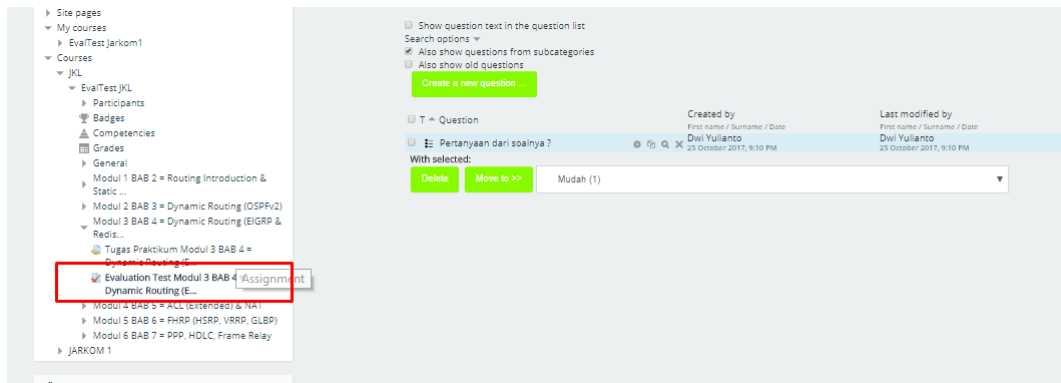 Site pages
My courses
EvalTest Jarkom1
Courses
JKL
EvalTest JKL
Participants
Badges
Competencies
Grades
General
Modul 1 BAB 2 = Routing Introduction &
Static ...
Modul 2 BAB 3 = Dynamic Routing (OSPFv2)
Modul 3 BAB 4 = Dynamic Routing (EIGRP &
Redis...
Tugas Praktikum Modul 3 BAB 4 =
Dynamic Routing (E...
Evaluation Test Modul 3 BAB 4
Dynamic Routing (E...
Assignment
Modul 4 BAB 5 = ACL (Extended) & NAT
Modul 5 BAB 6 = FHRP (HSRP, VRRP, GLBP)
Modul 6 BAB 7 = PPP, HDLC, Frame Relay
JARKOM 1
Show question text in the question list
Search options
Also show questions from subcategories
Also show old questions
Create a new question ...
T Question
Created by
First name / Surname / Date
Last modified by
First name / Surname / Date
Pertanyaan dari soalnya ?
Dwi Yulianto
25 October 2017, 9:10 PM
Dwi Yulianto
25 October 2017, 9:10 PM
With selected:
Delete
Move to >>
Mudah (1)